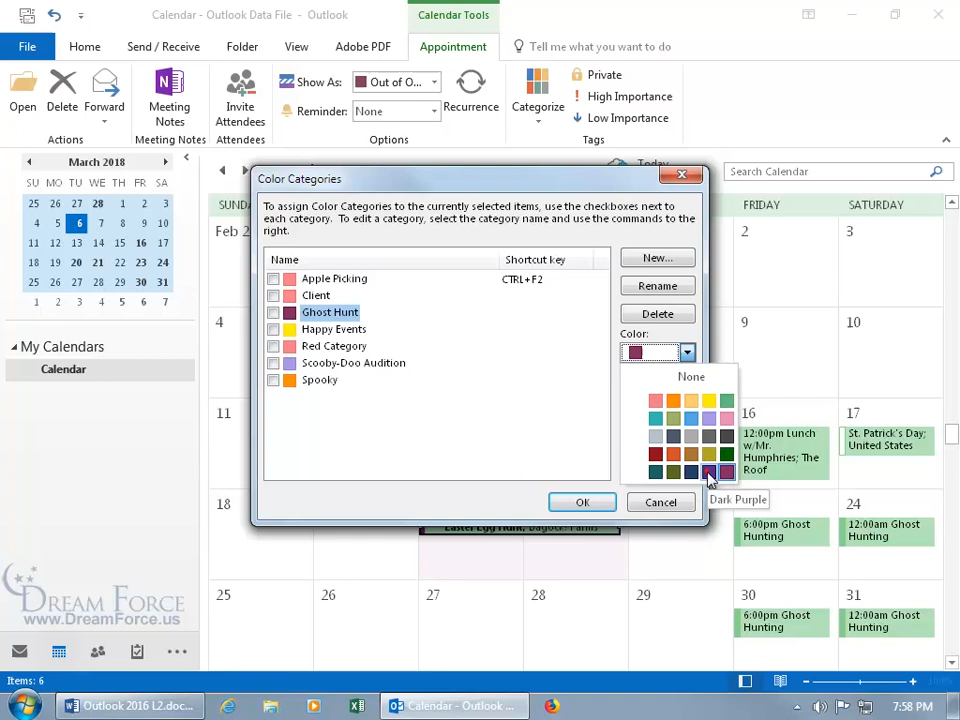 Calendar - Outlook Data File - Outlook
Calendar Tools
File
Home
Send / Receive
Folder
View
Adobe PDF
Appointment
Tell me what you want to do
Open
Delete
Forward
Meeting
Notes
Invite
Attendees
Show As:
Out of O...
Reminder:
None
Recurrence
Categorize
Private
High Importance
Low Importance
Actions
Meeting Notes
Attendees
Options
Tags
March 2018
SU MO TU WE TH FR SA
25 26 27 28 1 2 3
4 5 6 7 8 9 10
11 12 13 14 15 16 17
18 19 20 21 22 23 24
25 26 27 28 29 30 31
1 2 3 4 5 6 7
My Calendars
Calendar
Today
Search Calendar
SUND
FRIDAY
SATURDAY
Feb 2
2
3
4
9
10
11
16
12:00pm Lunch
w/Mr.
Humphries; The
Roof
17
St. Patrick's Day;
United States
18
24
6:00pm Ghost
Hunting
12:00am Ghost
Hunting
25
26
27
28
29
30
6:00pm Ghost
Hunting
31
12:00am Ghost
Hunting
Color Categories
To assign Color Categories to the currently selected items, use the checkboxes next to
each category. To edit a category, select the category name and use the commands to the
right.
Name
Shortcut key
Apple Picking
CTRL+F2
Client
Ghost Hunt
Happy Events
Red Category
Scooby-Doo Audition
Spooky
New...
Rename
Delete
Color:
None
Dark Purple
OK
Cancel
Easter Egg Hunt; Dagock Farms
DREAM FORCE
www.DreamForce.us
Items: 6
Outlook 2016 L2.doc...
Calendar - Outlook ...
7:58 PM